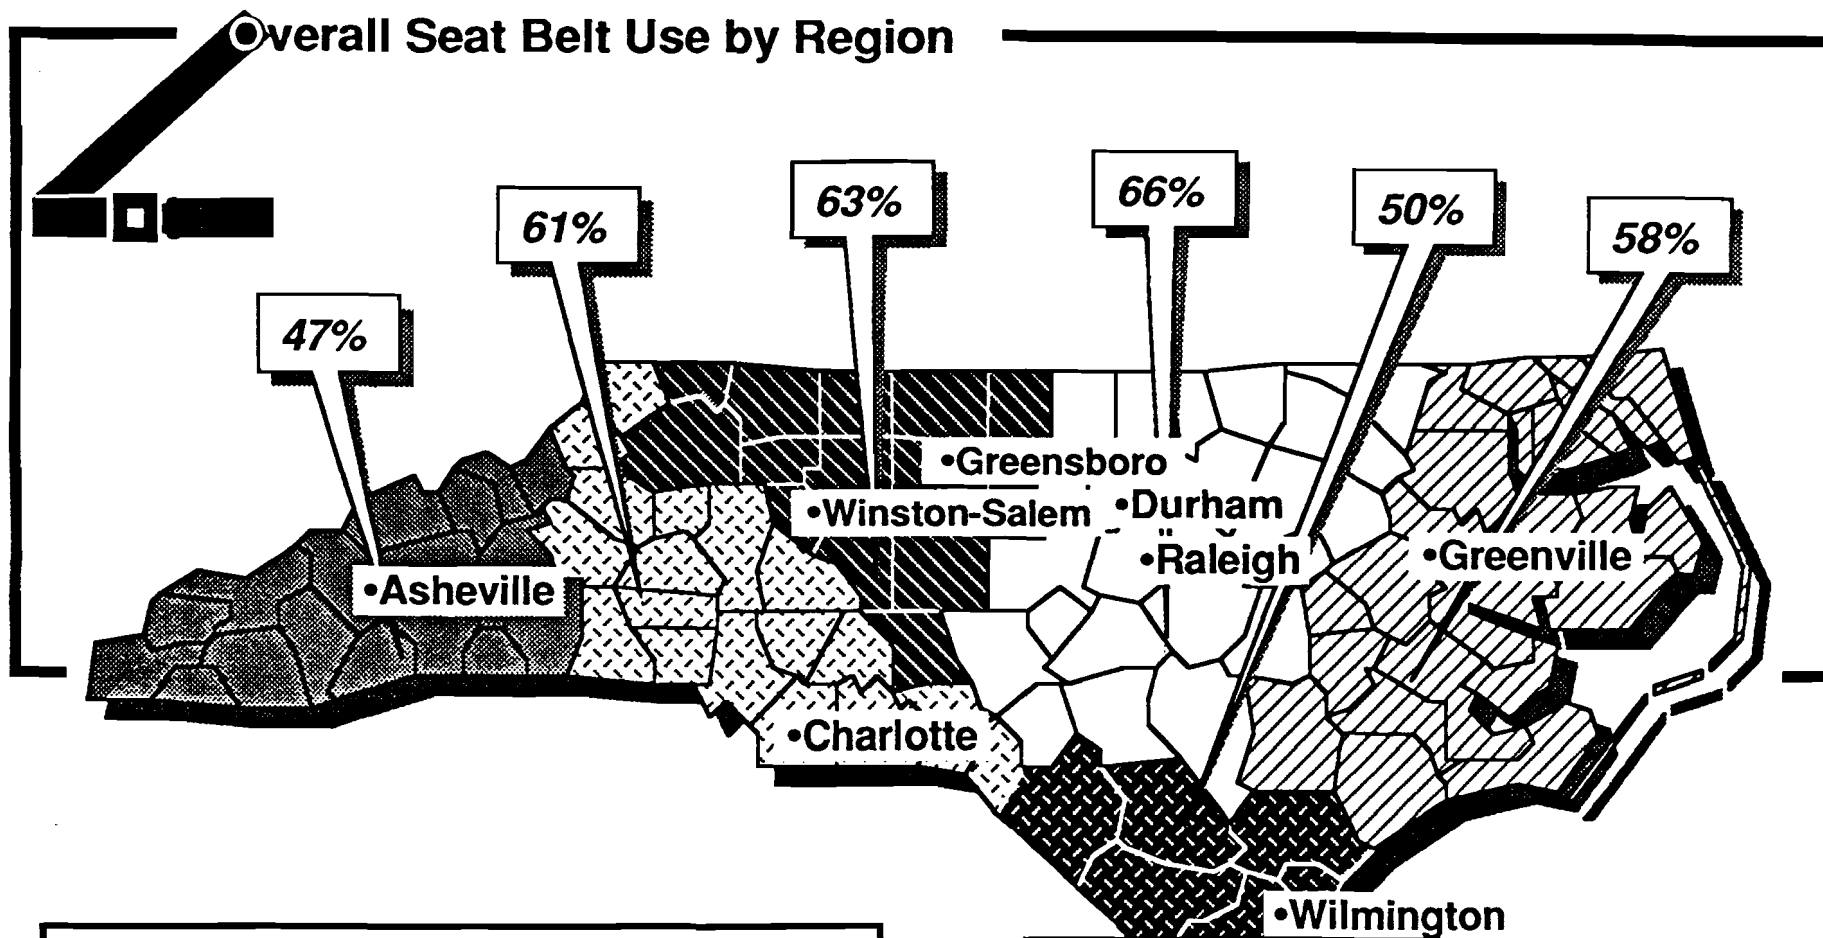 Overall Seat Belt Use by Region
47%
61%
63%
66%
50%
58%
•Greensboro
•Winston-Salem
•Durham
•Raleigh
•Greenville
•Asheville
•Charlotte
•Wilmington